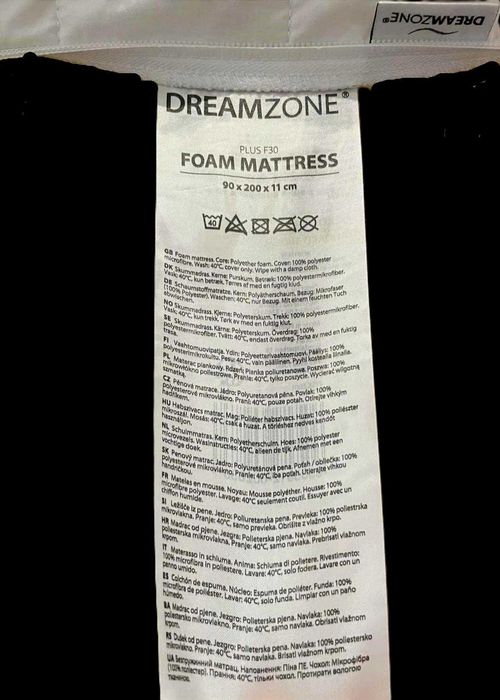 DREAMZONE®
DREAMZONE®
PLUS F30
FOAM MATTRESS
90 x 200 x 11 cm
40
GB Foam mattress. Core: Polyether foam. Cover: 100% polyester
microfibre. Wash: 40°C, cover only. Wipe with a damp cloth.
DK Skummadras. Kerne: Purskum. Betræk: 100% polyestermikrofiber.
Vask: 40°C, kun betræk. Tørres af med en fugtig klud.
DE Schaumstoffmatratze. Kern: Polyätherschaum. Bezug: Mikrofaser
(100% Polyester). Waschen: 40°C, nur Bezug. Mit einem feuchten Tuch
abwischen.
NO Skummadrass. Kjerne: Polyeterskum. Trekk: 100% polyestermikrofiber.
Vask: 40°C, kun trekk. Tørk av med en fuktig klut.
SE Skummadrass. Kärna: Polyeterskum. Överdrag: 100%
polyestermikrofiber. Tvätt: 40°C, endast överdrag. Torka av med en fuktig
trasa.
FI Vaahtomuovipatja. Ydin: Polyeetterivaahtomuovi. Päällys: 100%
polyesterimikrokuitu. Pesu: 40°C, vain päällinen. Pyyhi kostealla liinalla.
PL Materac piankowy. Rdzeń: Pianka poliuretanowa. Poszwa: 100%
mikrowłókno poliestrowe. Pranie: 40°C, tylko poszycie. Wycierać wilgotną
szmatką.
CZ Pěnová matrace. Jádro: Polyuretánová pěna. Povlak: 100%
polyesterové mikrovlákno. Praní: 40°C, pouze potah. Otírejte vlhkým
hadříkem.
HU Habszivacs matrac. Mag: Poliéter habszivacs. Huzat: 100% poliészter
mikroszál. Mosás: 40°C, csak a huzat. A törléshez nedves kendőt
használjon.
NL Schuimmatras. Kern: Polyetherschuim. Hoes: 100% polyester
microvezels. Wasinstructies: 40°C, alleen de tijk. Afnemen met een
vochtige doek.
SK Penový matrac. Jadro: Polyuretánová pena. Poťah / obliečka: 100%
polyesterové mikrovlákno. Pranie: 40°C, iba poťah. Utierajte vlhkou
handričkou.
FR Matelas en mousse. Noyau: Mousse polyéther. Housse: 100%
microfibre polyester. Lavage: 40°C seulement coutil. Essuyer avec un
chiffon humide.
SI Ležišče iz pene. Jedro: Poliuretanska pena. Prevleka: 100% poliestrska
mikrovlakna. Pranje: 40°C, samo prevleka. Obrišite z vlažno krpo.
HR Madrac od pjene. Jezgra: Polieterska pjena. Navlaka: 100%
poliesterska mikrovlakna. Pranje: 40°C, samo navlaka. Prebrisati vlažnom
krpom.
IT Materasso in schiuma. Anima: Schiuma di polietere. Rivestimento:
100% microfibra in poliestere. Lavare: 40°C, solo fodera. Lavare con un
panno umido.
ES Colchón de espuma. Núcleo: Espuma de poliéter. Funda: 100%
microfibra de poliéster. Lavar: 40°C, solo funda. Limpiar con un paño
húmedo.
BA Madrac od pjene. Jezgro: Polieterska pjena. Navlaka: 100%
poliestersko mikrovlakno. Pranje: 40°C, samo navlaka. Obrisati vlažnom
krpom.
RS Dušek od pene. Jezgro: Polieterska pena. Navlaka: 100% poliestersko
mikrovlakno. Pranje: 40°C, samo navlaka. Brisati vlažnom krpom.
UA Безпружинний матрац. Наповнення: Піна ПЕ. Чохол: Мікрофібра
(100% поліестер). Прання: 40°C, тільки чохол. Протирати вологою
тканиною.